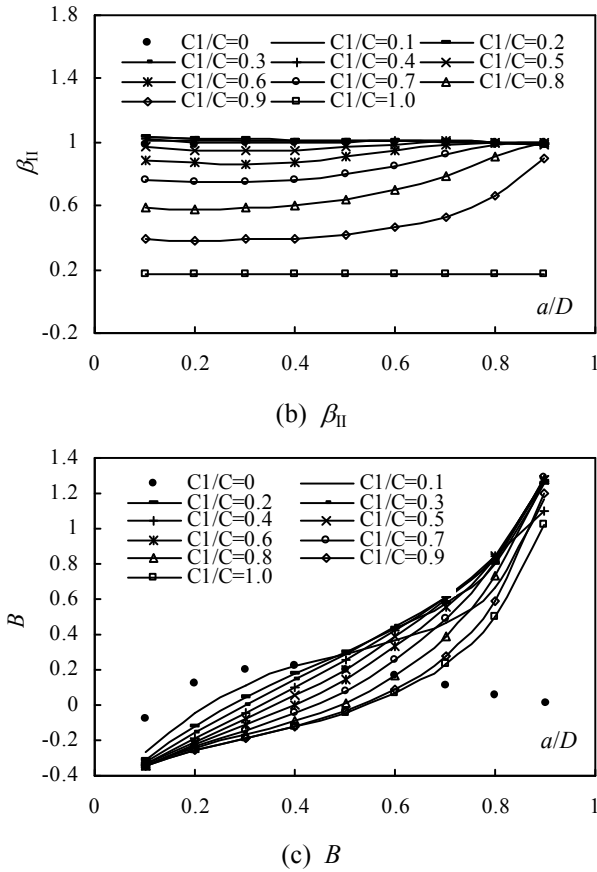 1.8
1.4
1
0.6
0.2
-0.2
β_II
C1/C=0 C1/C=0.1 C1/C=0.2
C1/C=0.3 C1/C=0.4 C1/C=0.5
C1/C=0.6 C1/C=0.7 C1/C=0.8
C1/C=0.9 C1/C=1.0
a/D
0 0.2 0.4 0.6 0.8 1
(b) β_II
1.4
1.2
1
0.8
0.6
0.4
0.2
0
-0.2
-0.4
B
C1/C=0 C1/C=0.1
C1/C=0.2 C1/C=0.3
C1/C=0.4 C1/C=0.5
C1/C=0.6 C1/C=0.7
C1/C=0.8 C1/C=0.9
C1/C=1.0
a/D
0 0.2 0.4 0.6 0.8 1
(c) B